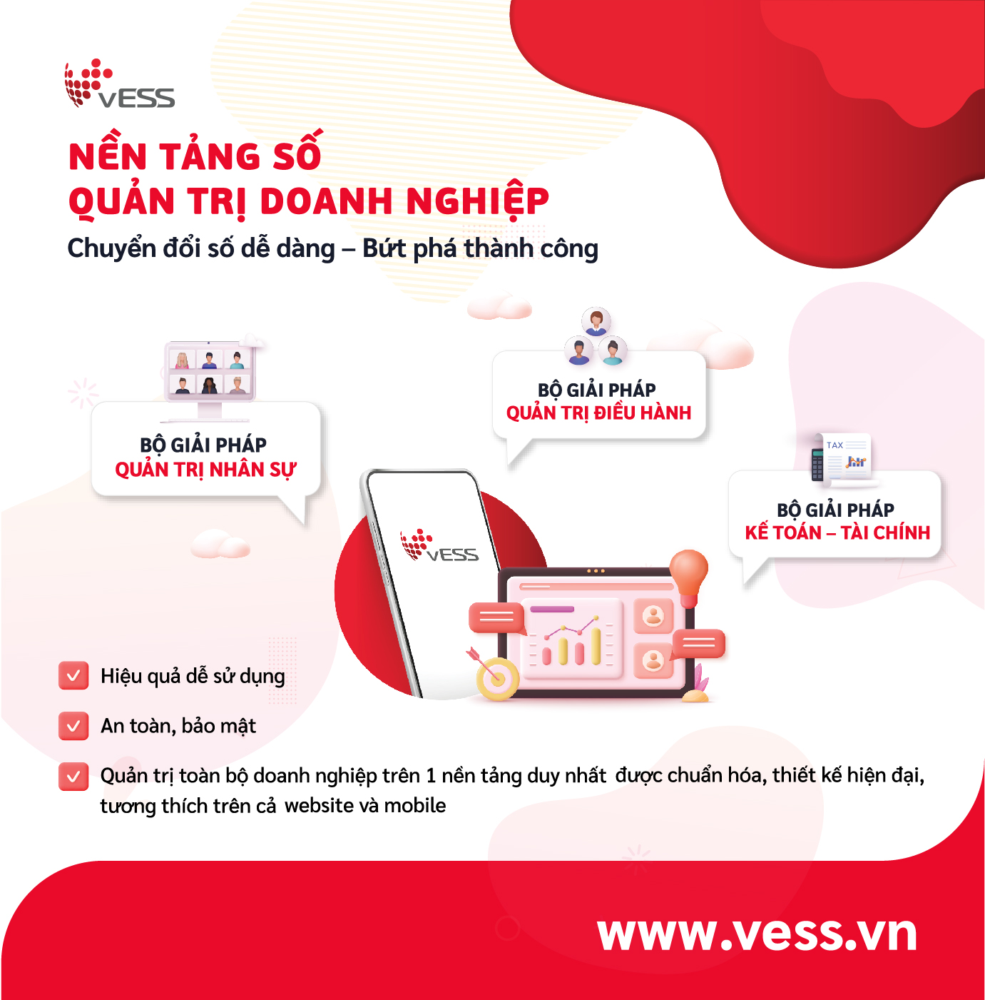 vESS
NỀN TẢNG SỐ
QUẢN TRỊ DOANH NGHIỆP
Chuyển đổi số dễ dàng – Bứt phá thành công
BỘ GIẢI PHÁP
QUẢN TRỊ ĐIỀU HÀNH
BỘ GIẢI PHÁP
QUẢN TRỊ NHÂN SỰ
TAX
BỘ GIẢI PHÁP
KẾ TOÁN – TÀI CHÍNH
vESS
Hiệu quả dễ sử dụng
An toàn, bảo mật
Quản trị toàn bộ doanh nghiệp trên 1 nền tảng duy nhất được chuẩn hóa, thiết kế hiện đại,
tương thích trên cả website và mobile
www.vess.vn